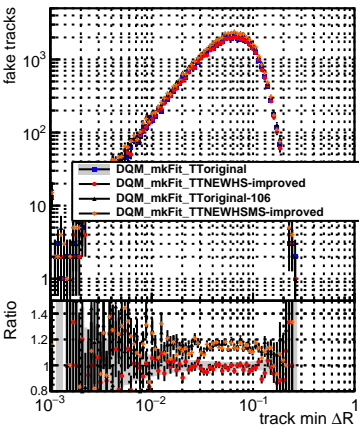 fake tracks
10³
10²
10
1
DQM_mkFit_TToriginal
DQM_mkFit_TTNEWHS-improved
DQM_mkFit_TToriginal-106
DQM_mkFit_TTNEWHSMS-improved
Ratio
1.4
1.2
1.0
0.8
10⁻³ 10⁻² 10⁻¹ 1
track min ΔR